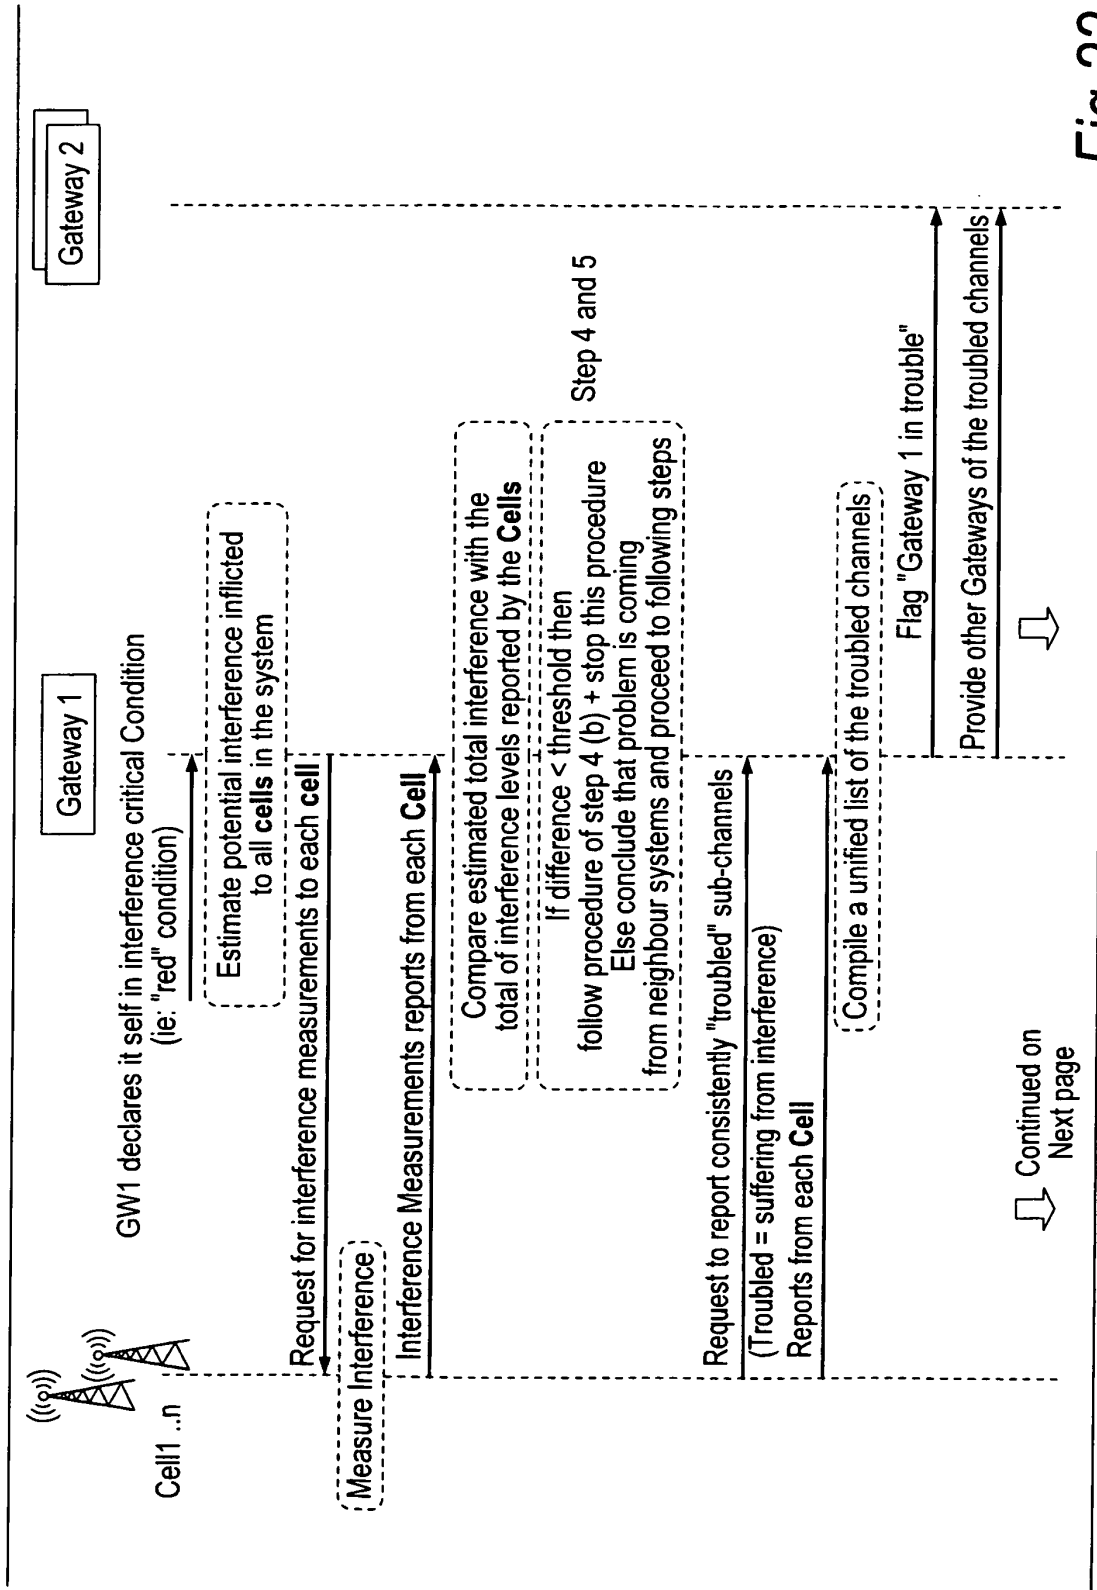 Cell1 ..n
Gateway 1
Gateway 2
GW1 declares it self in interference critical Condition
(ie: "red" condition)
Estimate potential interference inflicted
to all cells in the system
Request for interference measurements to each cell
Measure Interference
Interference Measurements reports from each Cell
Compare estimated total interference with the
total of interference levels reported by the Cells
If difference < threshold then
follow procedure of step 4 (b) + stop this procedure
Else conclude that problem is coming
from neighbour systems and proceed to following steps
Step 4 and 5
Request to report consistently "troubled" sub-channels
(Troubled = suffering from interference)
Reports from each Cell
Compile a unified list of the troubled channels
Flag "Gateway 1 in trouble"
Provide other Gateways of the troubled channels
Continued on
Next page